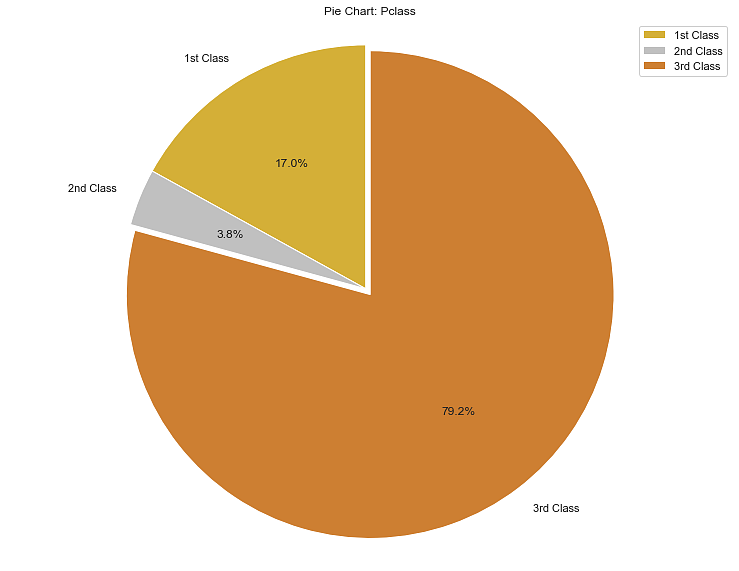 Pie Chart: Pclass
1st Class
2nd Class
3rd Class
1st Class
17.0%
2nd Class
3.8%
79.2%
3rd Class